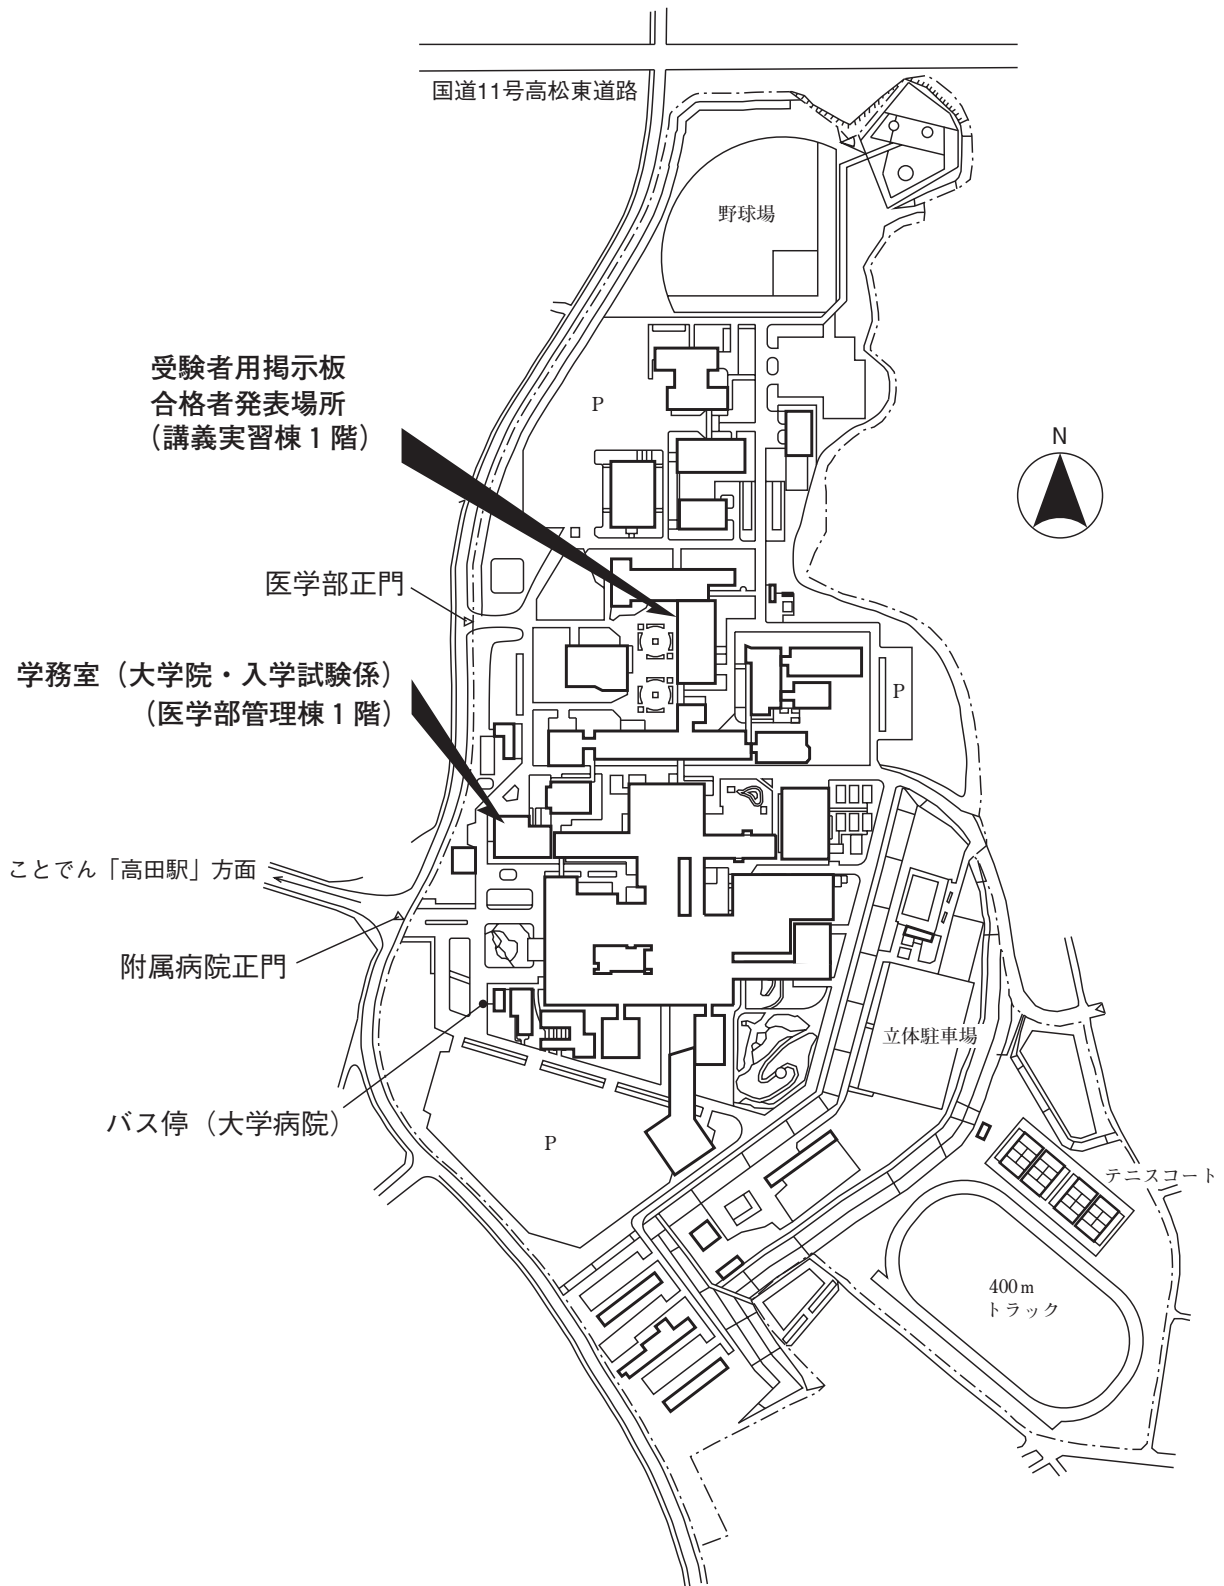 国道11号高松東道路
野球場
受験者用掲示板
合格者発表場所
（講義実習棟１階）
P
N
医学部正門
学務室（大学院・入学試験係）
（医学部管理棟１階）
P
ことでん「高田駅」方面
附属病院正門
立体駐車場
バス停（大学病院）
P
テニスコート
400m
トラック